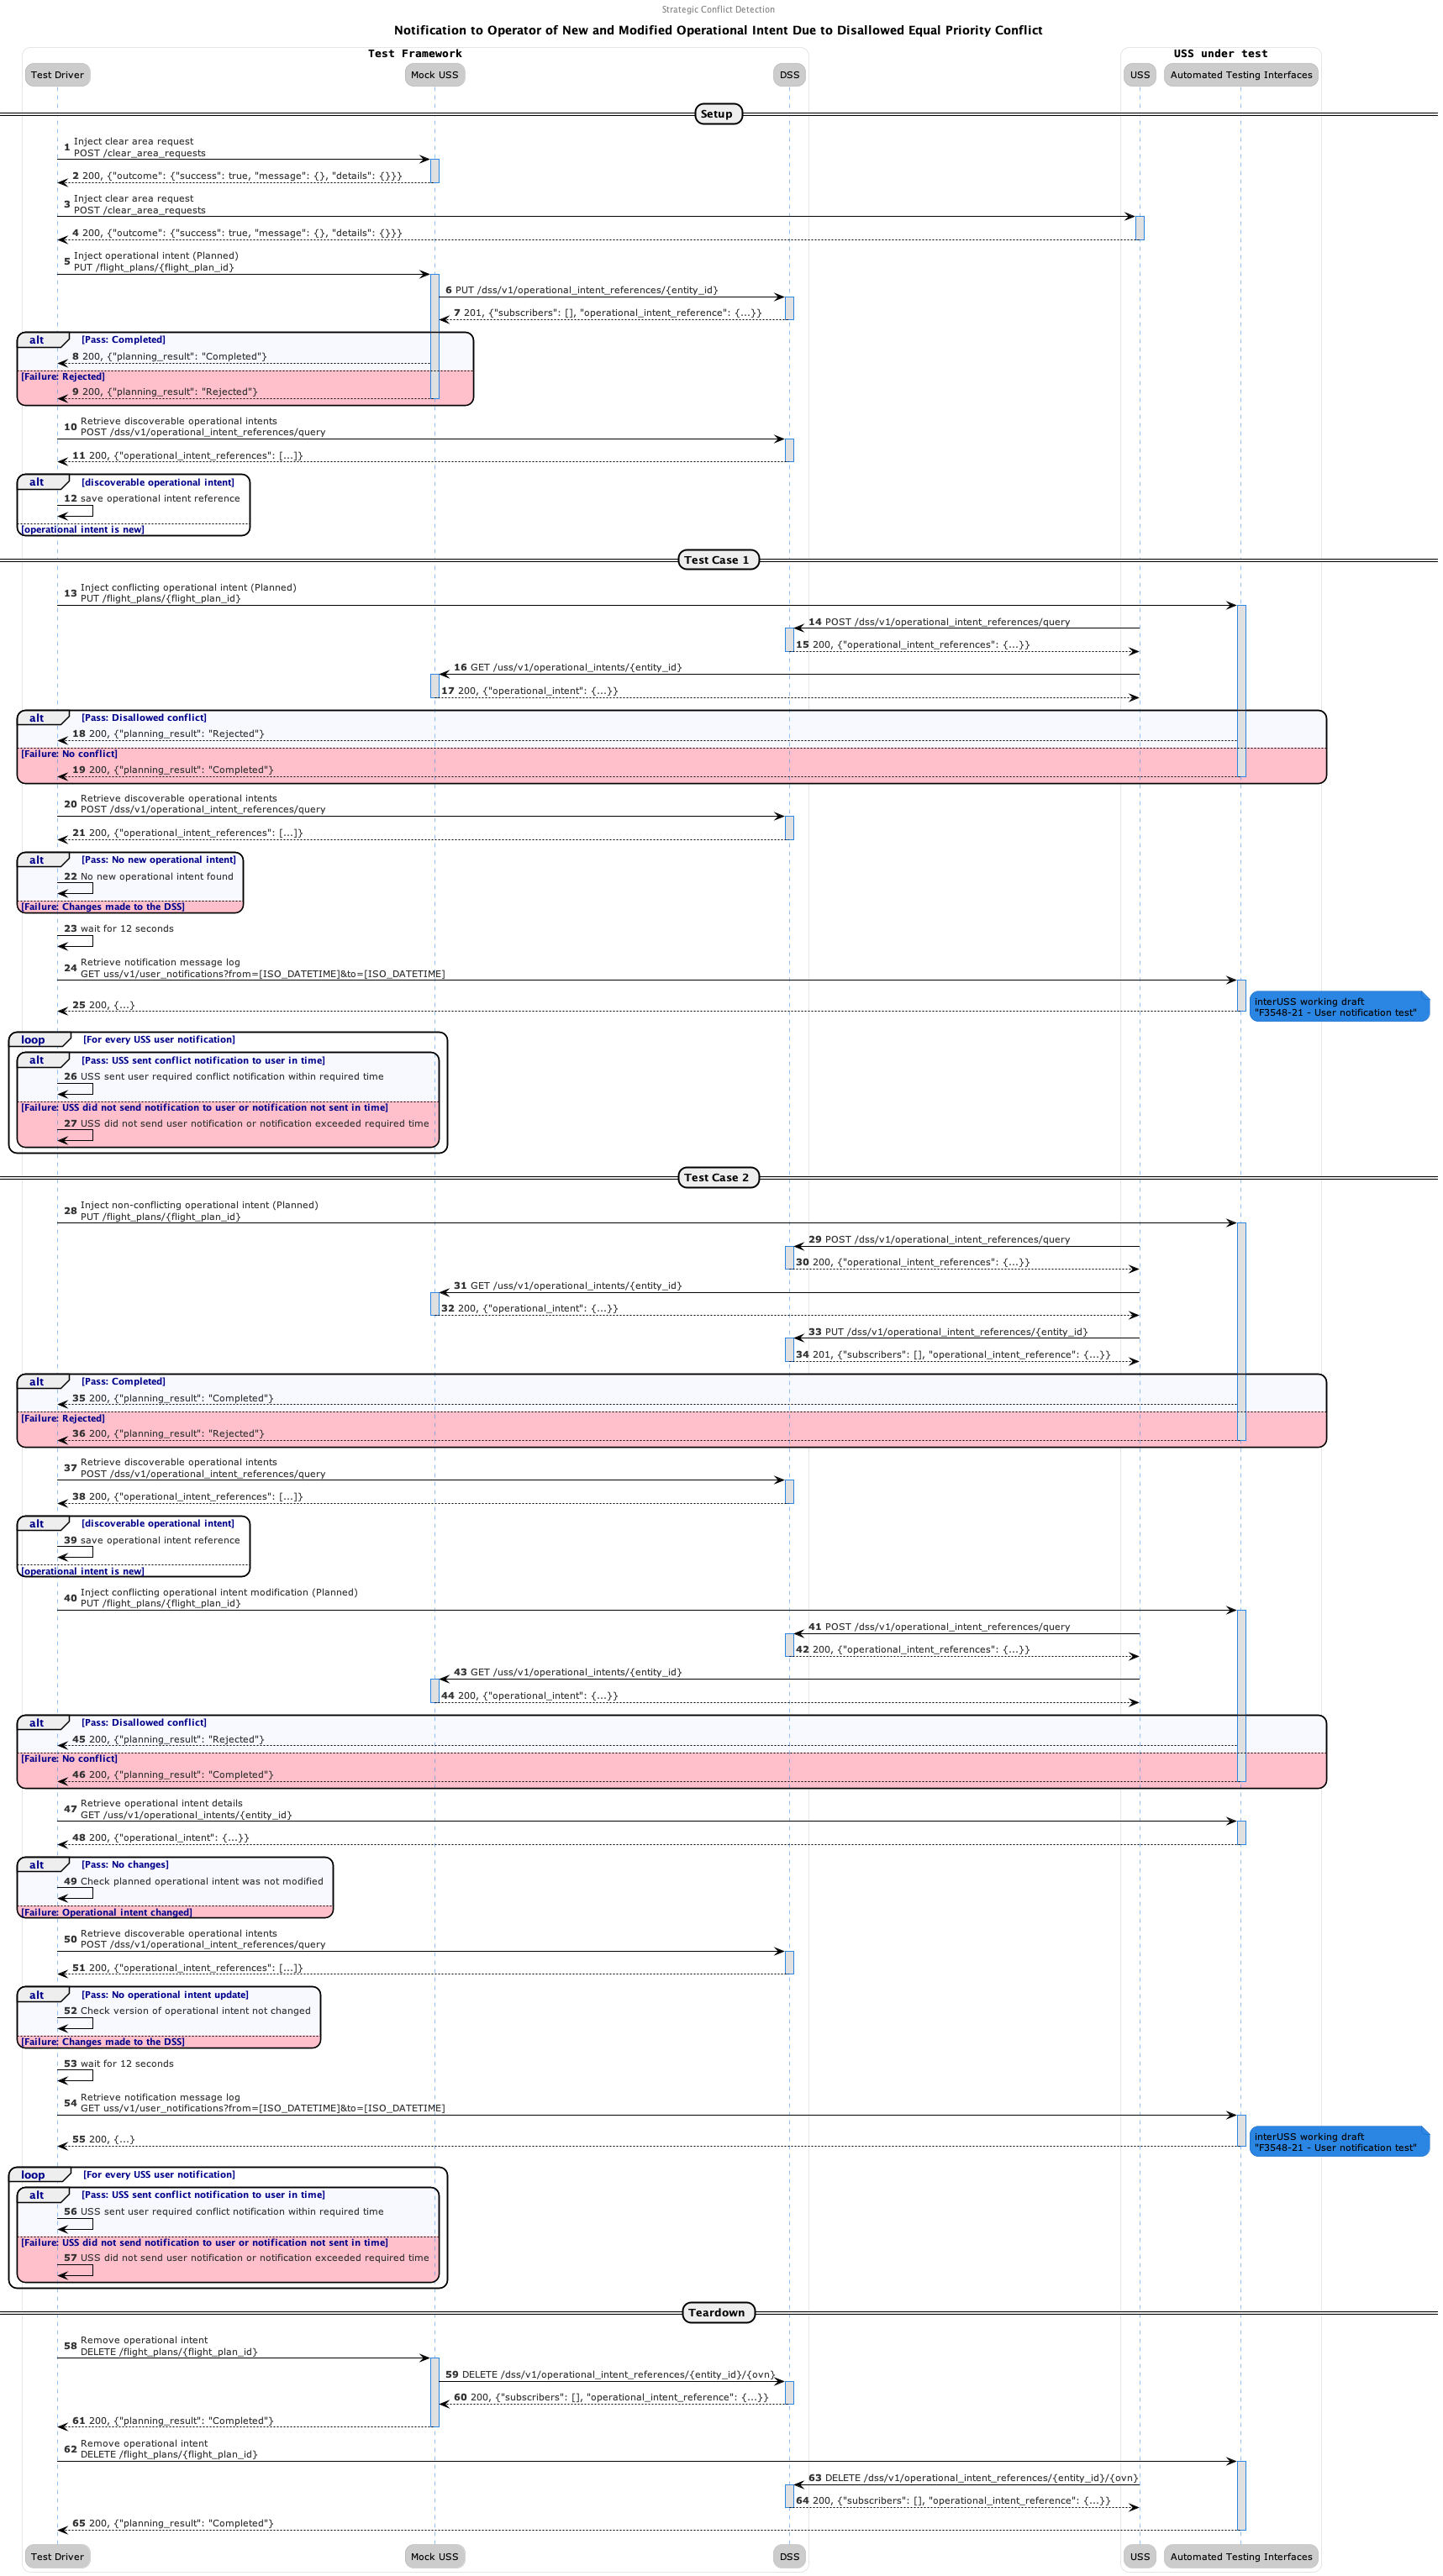 Strategic Conflict Detection
Notification to Operator of New and Modified Operational Intent Due to Disallowed Equal Priority Conflict
Test Framework
USS under test
Test Driver
Mock USS
DSS
USS
Automated Testing Interfaces
Setup
1 Inject clear area request
POST /clear_area_requests
2 200, {"outcome": {"success": true, "message": {}, "details": {}}}
3 Inject clear area request
POST /clear_area_requests
4 200, {"outcome": {"success": true, "message": {}, "details": {}}}
5 Inject operational intent (Planned)
PUT /flight_plans/{flight_plan_id}
6 PUT /dss/v1/operational_intent_references/{entity_id}
7 201, {"subscribers": [], "operational_intent_reference": {...}}
alt [Pass: Completed]
8 200, {"planning_result": "Completed"}
[Failure: Rejected]
9 200, {"planning_result": "Rejected"}
10 Retrieve discoverable operational intents
POST /dss/v1/operational_intent_references/query
11 200, {"operational_intent_references": [...]}
alt [discoverable operational intent]
12 save operational intent reference
[operational intent is new]
Test Case 1
13 Inject conflicting operational intent (Planned)
PUT /flight_plans/{flight_plan_id}
14 POST /dss/v1/operational_intent_references/query
15 200, {"operational_intent_references": {...}}
16 GET /uss/v1/operational_intents/{entity_id}
17 200, {"operational_intent": {...}}
alt [Pass: Disallowed conflict]
18 200, {"planning_result": "Rejected"}
[Failure: No conflict]
19 200, {"planning_result": "Completed"}
20 Retrieve discoverable operational intents
POST /dss/v1/operational_intent_references/query
21 200, {"operational_intent_references": [...]}
alt [Pass: No new operational intent]
22 No new operational intent found
[Failure: Changes made to the DSS]
23 wait for 12 seconds
24 Retrieve notification message log
GET uss/v1/user_notifications?from=[ISO_DATETIME]&to=[ISO_DATETIME]
25 200, {...}
interUSS working draft
"F3548-21 - User notification test"
loop [For every USS user notification]
alt [Pass: USS sent conflict notification to user in time]
26 USS sent user required conflict notification within required time
[Failure: USS did not send notification to user or notification not sent in time]
27 USS did not send user notification or notification exceeded required time
Test Case 2
28 Inject non-conflicting operational intent (Planned)
PUT /flight_plans/{flight_plan_id}
29 POST /dss/v1/operational_intent_references/query
30 200, {"operational_intent_references": {...}}
31 GET /uss/v1/operational_intents/{entity_id}
32 200, {"operational_intent": {...}}
33 PUT /dss/v1/operational_intent_references/{entity_id}
34 201, {"subscribers": [], "operational_intent_reference": {...}}
alt [Pass: Completed]
35 200, {"planning_result": "Completed"}
[Failure: Rejected]
36 200, {"planning_result": "Rejected"}
37 Retrieve discoverable operational intents
POST /dss/v1/operational_intent_references/query
38 200, {"operational_intent_references": [...]}
alt [discoverable operational intent]
39 save operational intent reference
[operational intent is new]
40 Inject conflicting operational intent modification (Planned)
PUT /flight_plans/{flight_plan_id}
41 POST /dss/v1/operational_intent_references/query
42 200, {"operational_intent_references": {...}}
43 GET /uss/v1/operational_intents/{entity_id}
44 200, {"operational_intent": {...}}
alt [Pass: Disallowed conflict]
45 200, {"planning_result": "Rejected"}
[Failure: No conflict]
46 200, {"planning_result": "Completed"}
47 Retrieve operational intent details
GET /uss/v1/operational_intents/{entity_id}
48 200, {"operational_intent": {...}}
alt [Pass: No changes]
49 Check planned operational intent was not modified
[Failure: Operational intent changed]
50 Retrieve discoverable operational intents
POST /dss/v1/operational_intent_references/query
51 200, {"operational_intent_references": [...]}
alt [Pass: No operational intent update]
52 Check version of operational intent not changed
[Failure: Changes made to the DSS]
53 wait for 12 seconds
54 Retrieve notification message log
GET uss/v1/user_notifications?from=[ISO_DATETIME]&to=[ISO_DATETIME]
55 200, {...}
interUSS working draft
"F3548-21 - User notification test"
loop [For every USS user notification]
alt [Pass: USS sent conflict notification to user in time]
56 USS sent user required conflict notification within required time
[Failure: USS did not send notification to user or notification not sent in time]
57 USS did not send user notification or notification exceeded required time
Teardown
58 Remove operational intent
DELETE /flight_plans/{flight_plan_id}
59 DELETE /dss/v1/operational_intent_references/{entity_id}/{ovn}
60 200, {"subscribers": [], "operational_intent_reference": {...}}
61 200, {"planning_result": "Completed"}
62 Remove operational intent
DELETE /flight_plans/{flight_plan_id}
63 DELETE /dss/v1/operational_intent_references/{entity_id}/{ovn}
64 200, {"subscribers": [], "operational_intent_reference": {...}}
65 200, {"planning_result": "Completed"}
Test Driver
Mock USS
DSS
USS
Automated Testing Interfaces